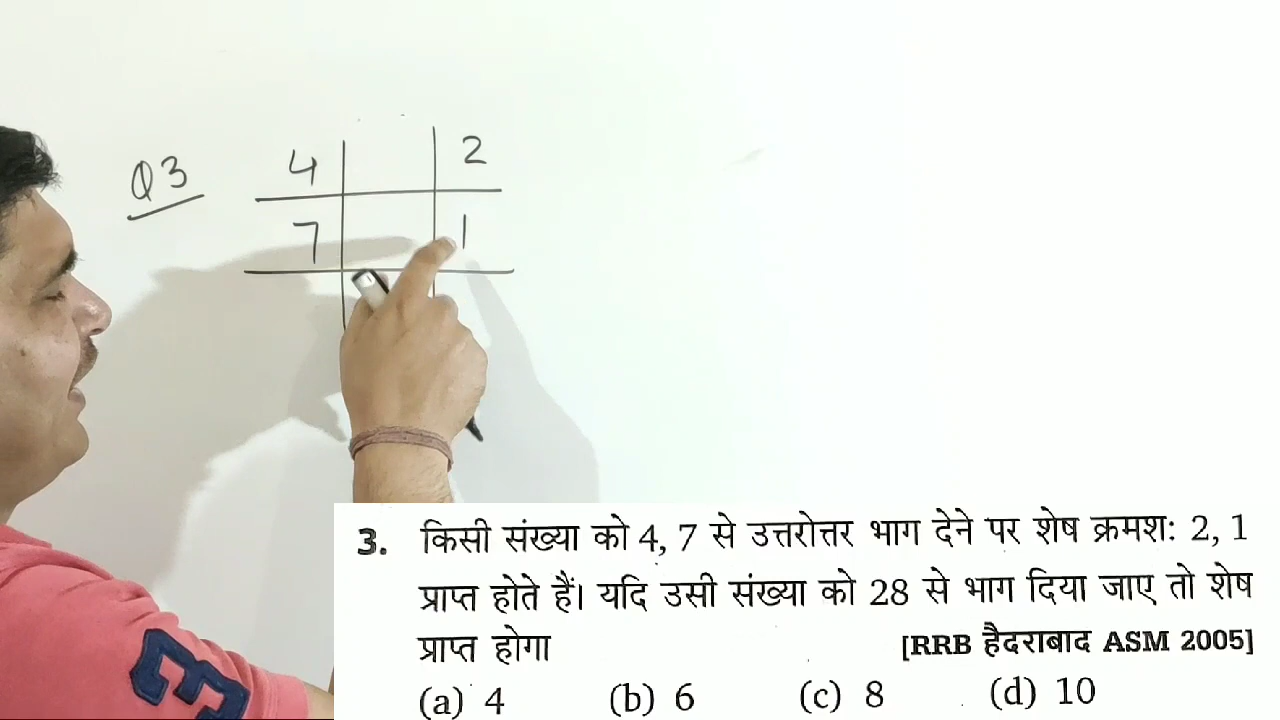 Q3
4 2
7 1
3. किसी संख्या को 4, 7 से उत्तरोत्तर भाग देने पर शेष क्रमश: 2, 1
प्राप्त होते हैं। यदि उसी संख्या को 28 से भाग दिया जाए तो शेष
प्राप्त होगा [RRB हैदराबाद ASM 2005]
(a) 4 (b) 6 (c) 8 (d) 10
3